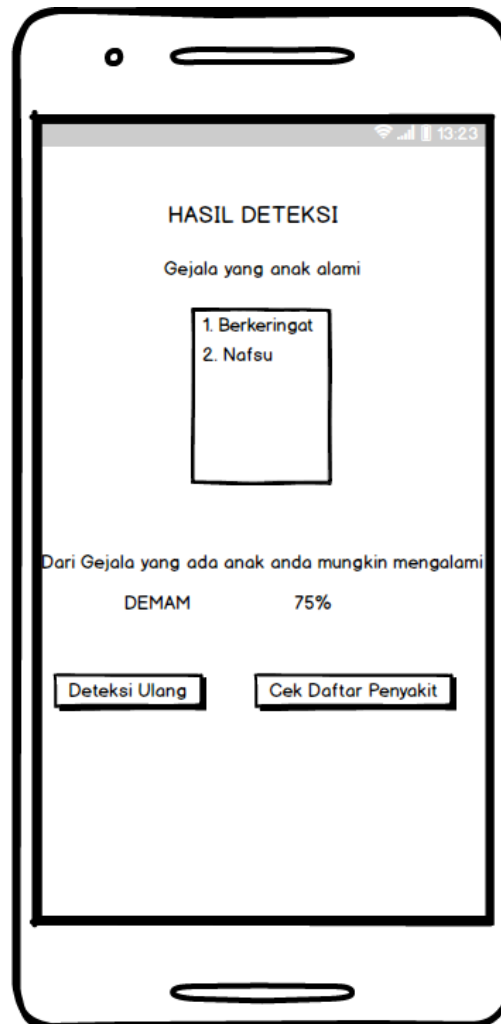 13:23
HASIL DETEKSI
Gejala yang anak alami
1. Berkeringat
2. Nafsu
Dari Gejala yang ada anak anda mungkin mengalami
DEMAM 75%
Deteksi Ulang Cek Daftar Penyakit